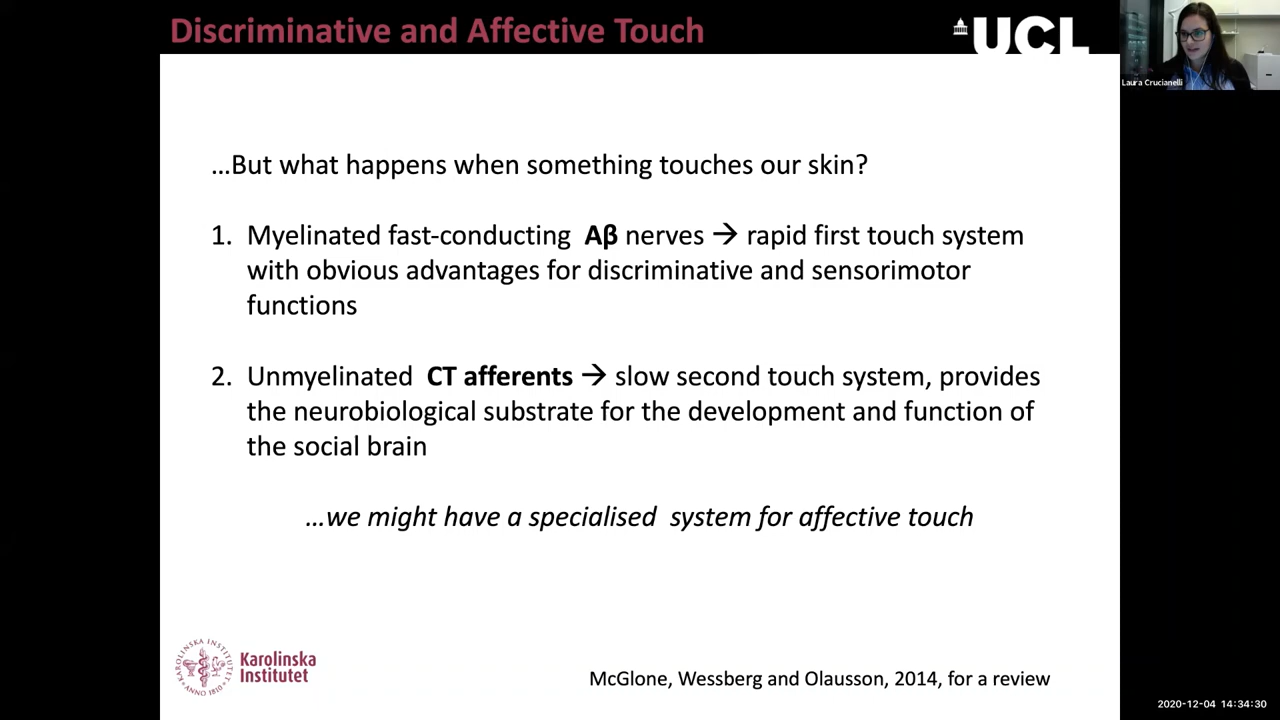 Discriminative and Affective Touch
UCL
Laura Crucianelli
...But what happens when something touches our skin?
1. Myelinated fast-conducting Aβ nerves → rapid first touch system
with obvious advantages for discriminative and sensorimotor
functions
2. Unmyelinated CT afferents → slow second touch system, provides
the neurobiological substrate for the development and function of
the social brain
...we might have a specialised system for affective touch
KAROLINSKA INSTITUTET
ANNO 1810
Karolinska
Institutet
McGlone, Wessberg and Olausson, 2014, for a review
2020-12-04 14:34:30